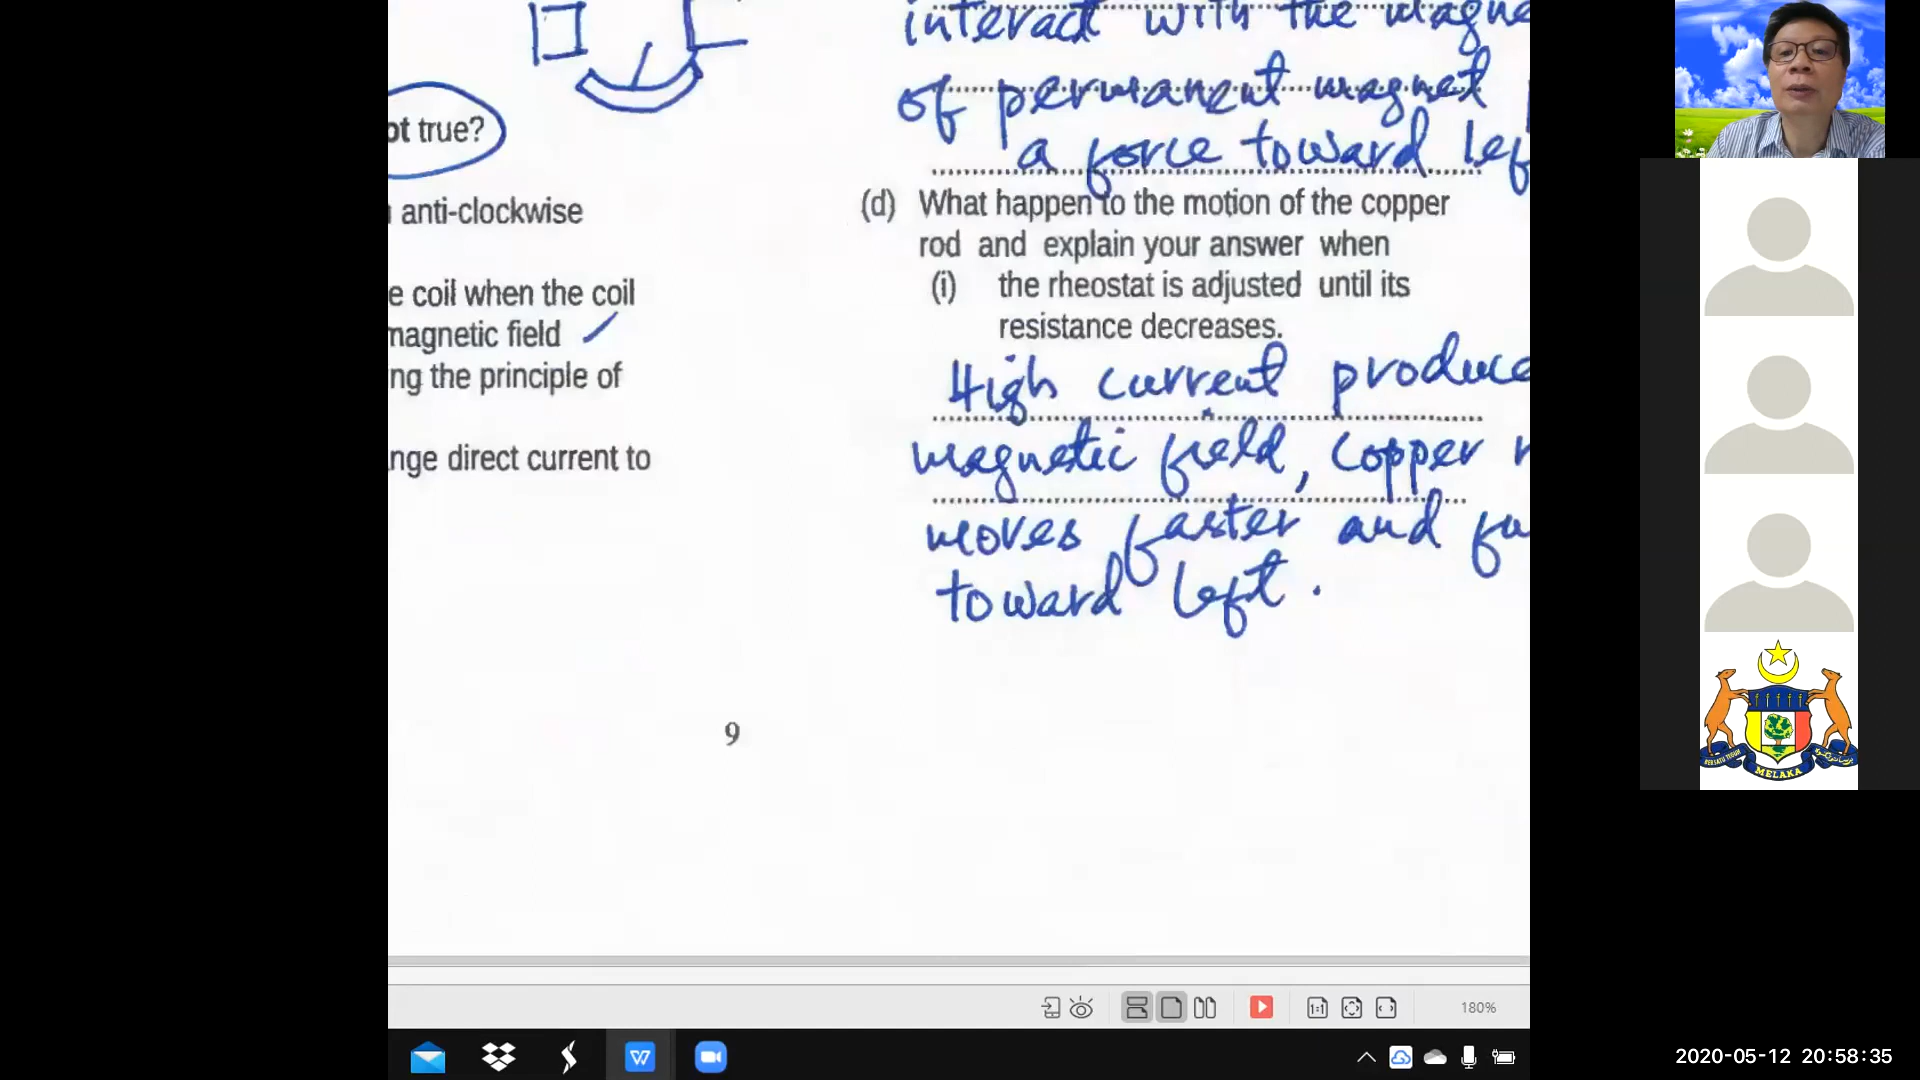 ot true?
anti-clockwise
e coil when the coil
magnetic field
ng the principle of
nge direct current to
interact with the magne
of permanent magnet
a force toward lef
(d) What happen to the motion of the copper
rod and explain your answer when
(i) the rheostat is adjusted until its
resistance decreases.
High current produce
magnetic field, copper r
moves faster and fu
toward left.
9
180%
BERSATU TEGUH
MELAKA
2020-05-12 20:58:35